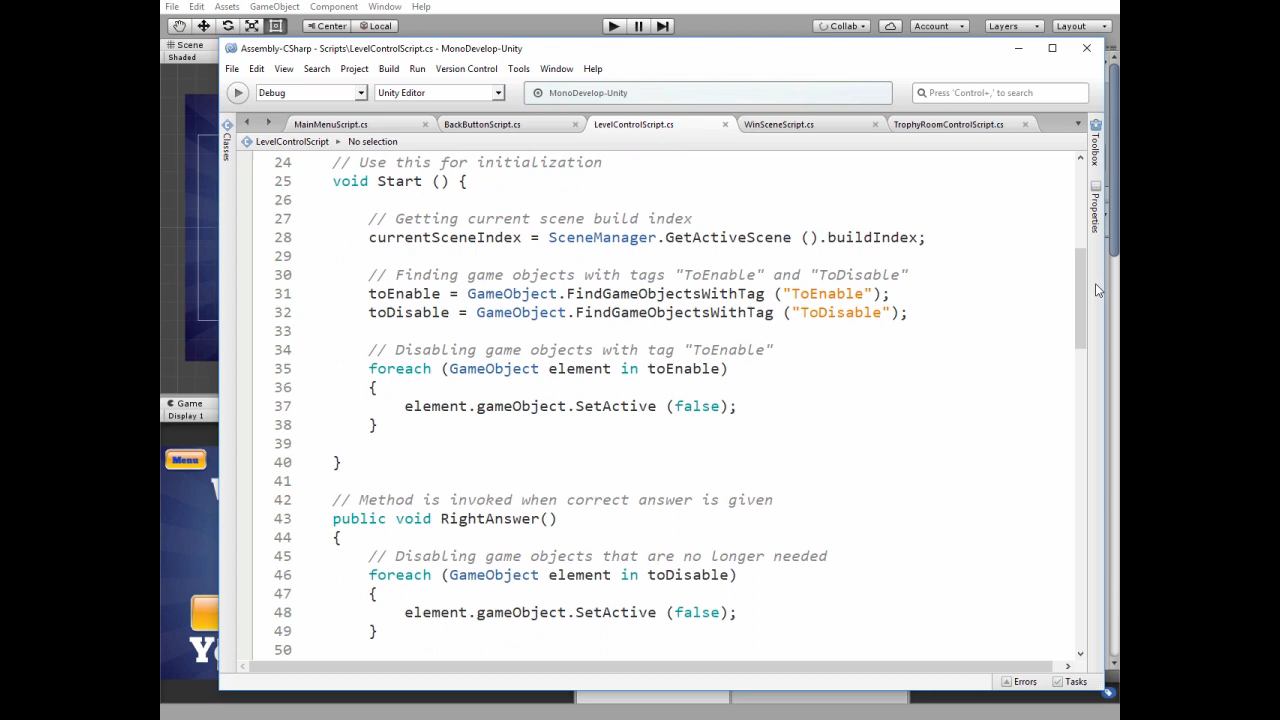 File Edit Assets GameObject Component Window Help
Center Local Collab Account Layers Layout
Scene
Shaded
Assembly-CSharp - Scripts\LevelControlScript.cs - MonoDevelop-Unity
File Edit View Search Project Build Run Version Control Tools Window Help
Debug Unity Editor MonoDevelop-Unity Press 'Control+,' to search
MainMenuScript.cs BackButtonScript.cs LevelControlScript.cs WinSceneScript.cs TrophyRoomControlScript.cs
LevelControlScript No selection
Classes
Toolbox
Properties
24 // Use this for initialization
25 void Start () {
26
27 // Getting current scene build index
28 currentSceneIndex = SceneManager.GetActiveScene ().buildIndex;
29
30 // Finding game objects with tags "ToEnable" and "ToDisable"
31 toEnable = GameObject.FindGameObjectsWithTag ("ToEnable");
32 toDisable = GameObject.FindGameObjectsWithTag ("ToDisable");
33
34 // Disabling game objects with tag "ToEnable"
35 foreach (GameObject element in toEnable)
36 {
37 element.gameObject.SetActive (false);
38 }
39
40 }
41
42 // Method is invoked when correct answer is given
43 public void RightAnswer()
44 {
45 // Disabling game objects that are no longer needed
46 foreach (GameObject element in toDisable)
47 {
48 element.gameObject.SetActive (false);
49 }
50
Game
Display 1
Menu
Errors Tasks